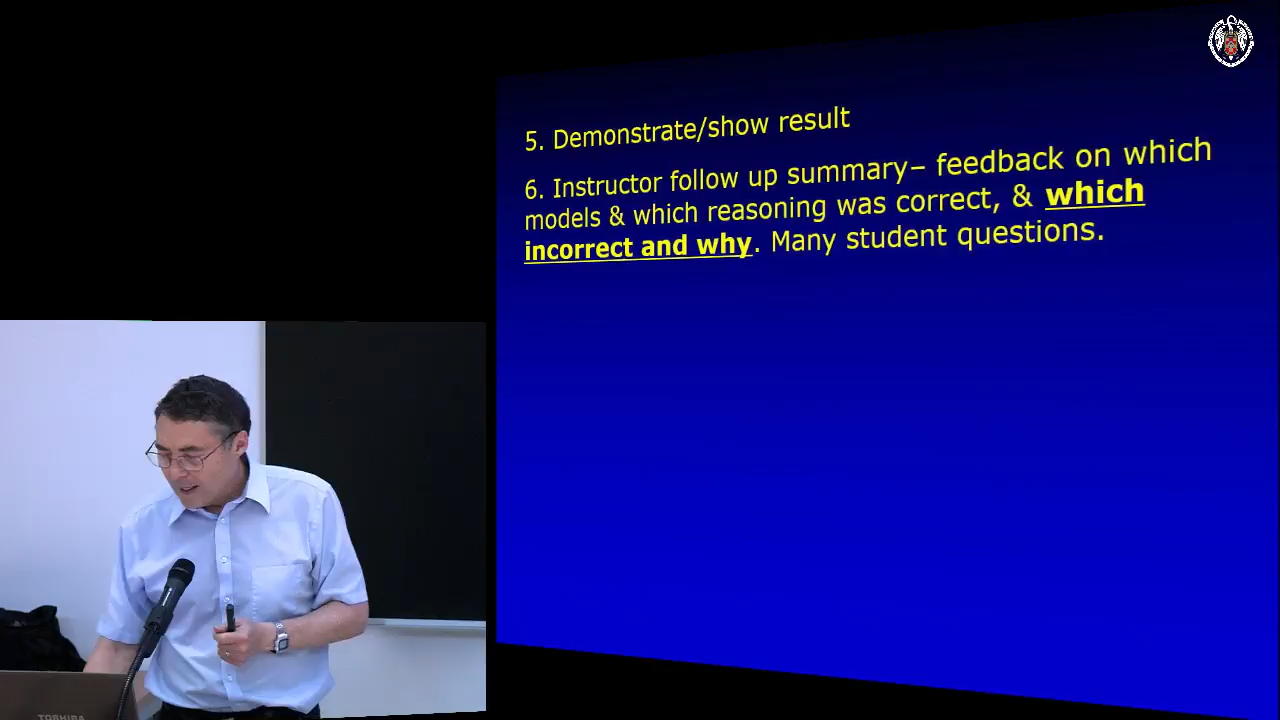 5. Demonstrate/show result
6. Instructor follow up summary– feedback on which
models & which reasoning was correct, & which
incorrect and why. Many student questions.
TOSHIBA